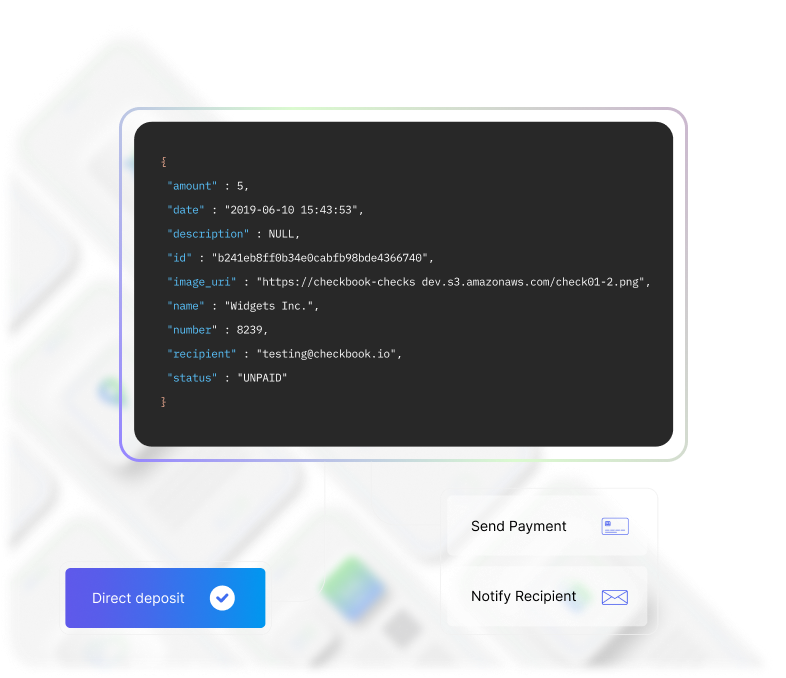 {
"amount" : 5,
"date" : "2019-06-10 15:43:53",
"description" : NULL,
"id" : "b241eb8ff0b34e0cabfb98bde4366740",
"image_uri" : "https://checkbook-checks dev.s3.amazonaws.com/check01-2.png",
"name" : "Widgets Inc.",
"number" : 8239,
"recipient" : "testing@checkbook.io",
"status" : "UNPAID"
}
Send Payment
Direct deposit
Notify Recipient